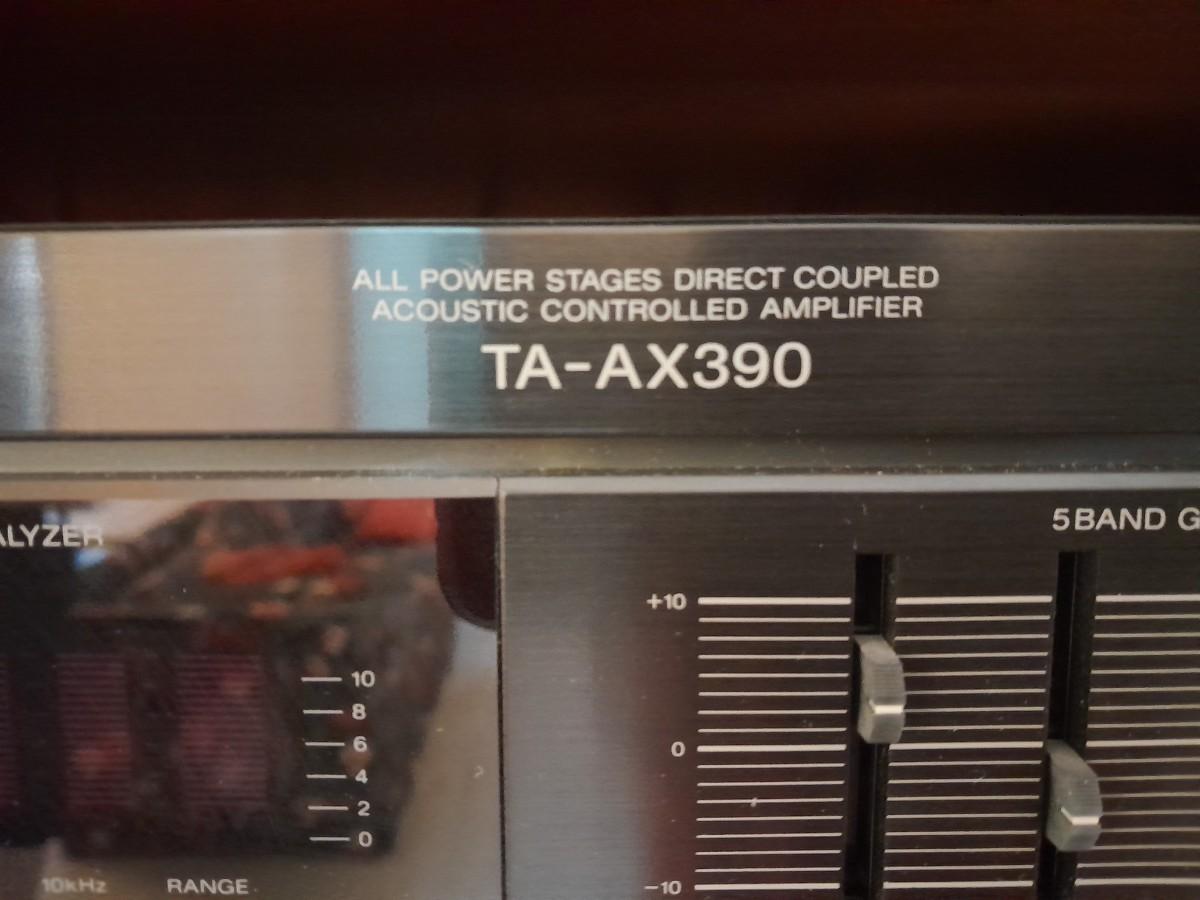 ALL POWER STAGES DIRECT COUPLED
ACOUSTIC CONTROLLED AMPLIFIER
TA-AX390
ALYZER
5BAND G
+10
0
-10
10
8
6
4
2
0
10kHz RANGE